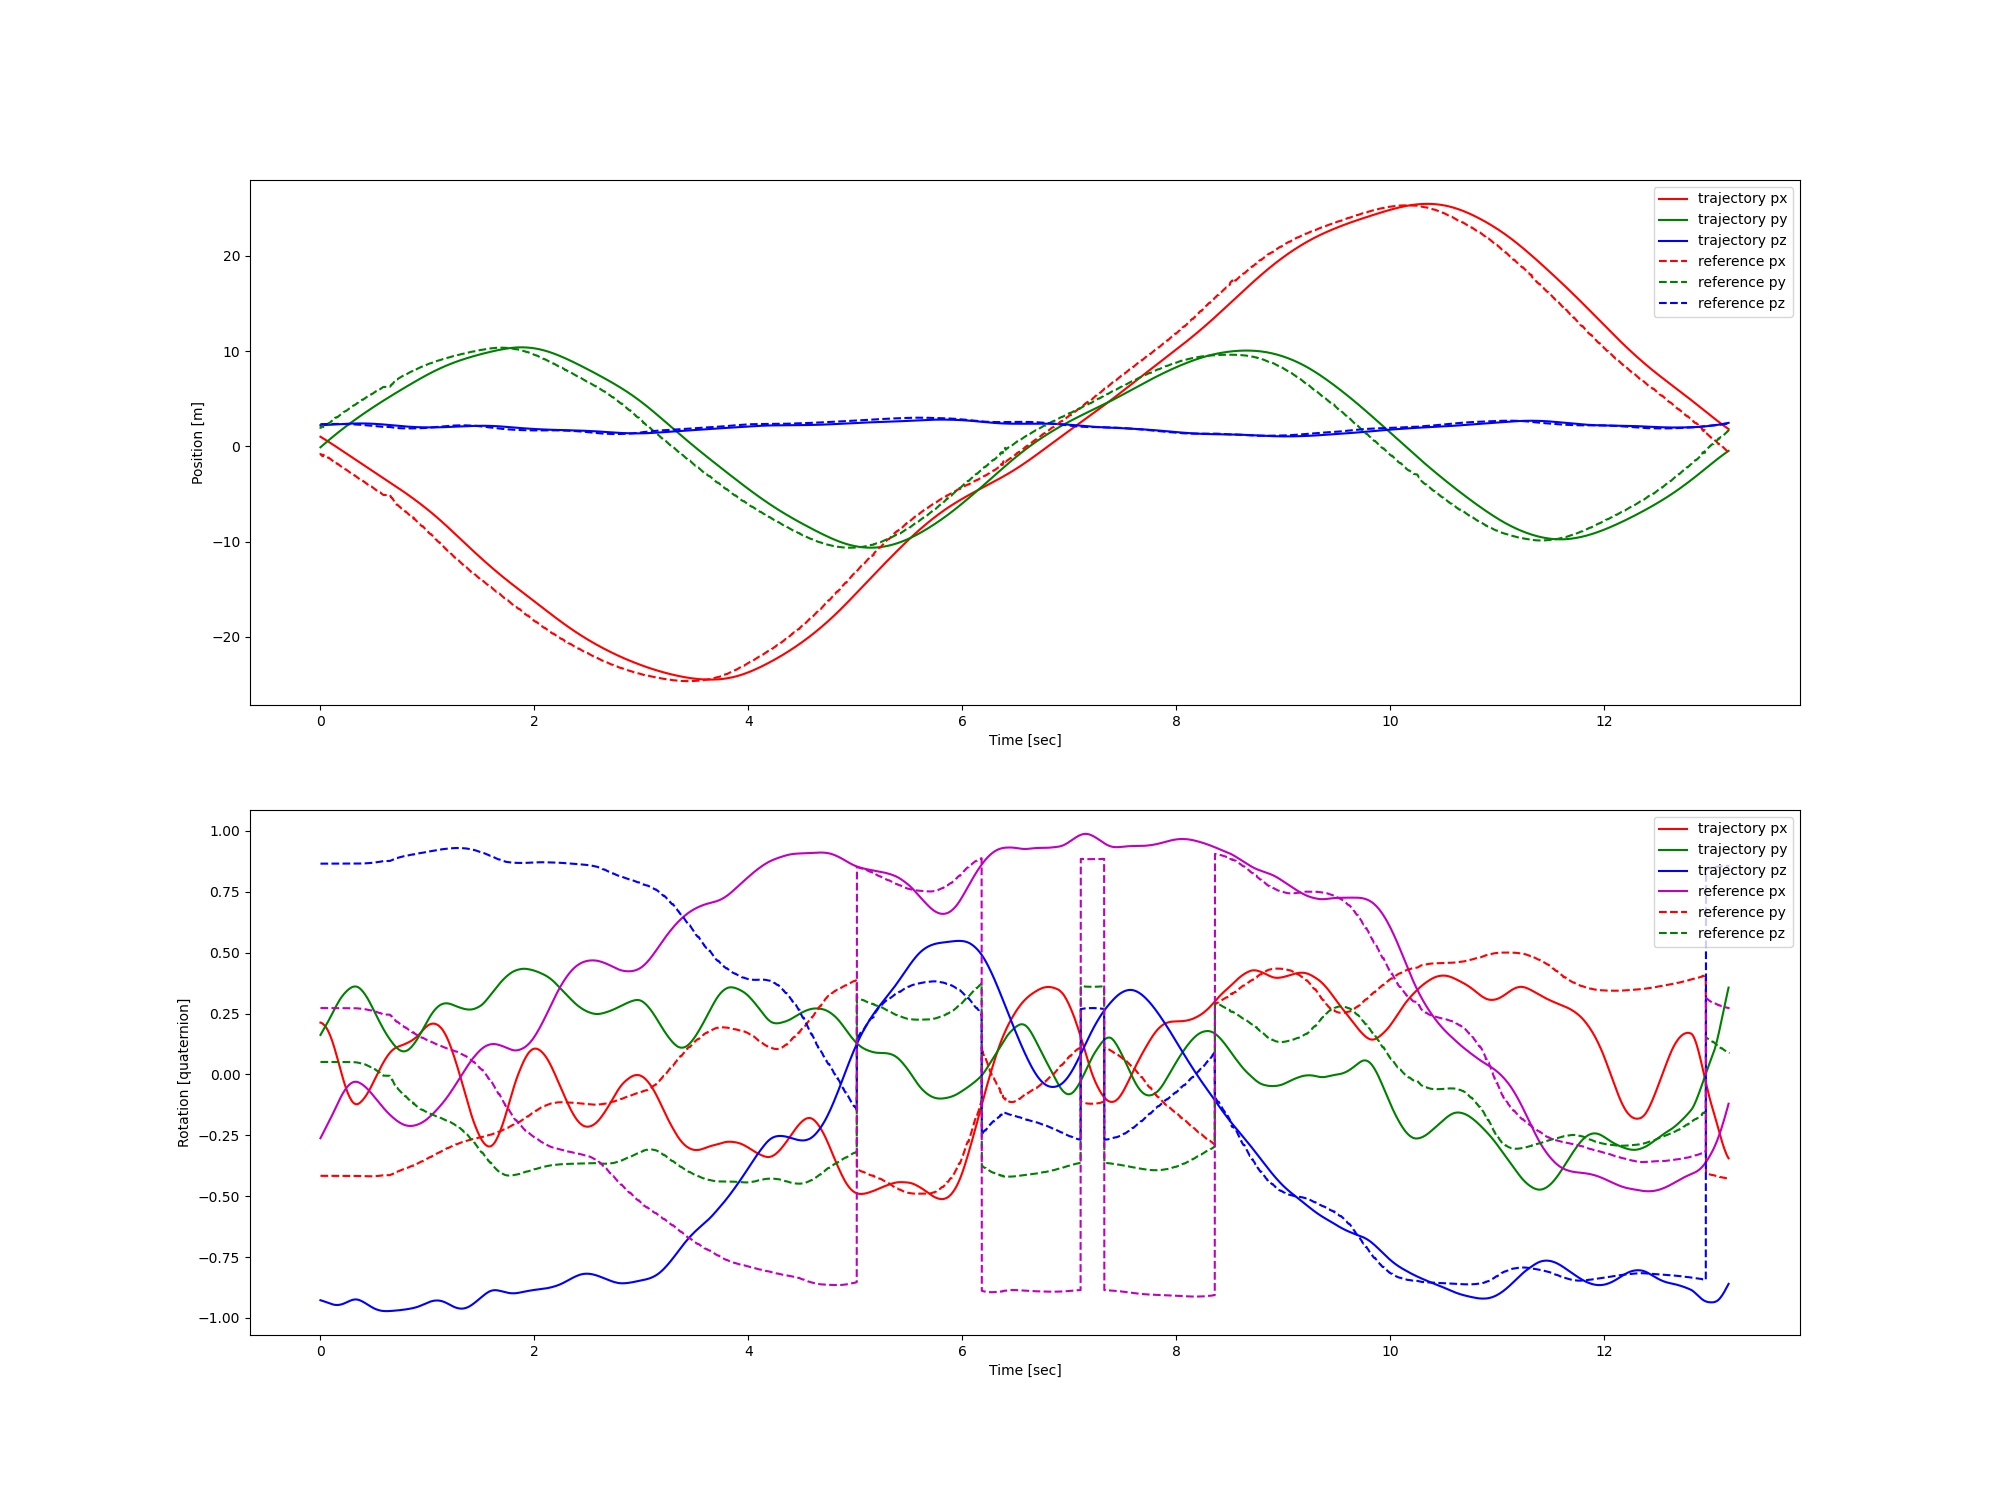 20
10
0
−10
−20
Position [m]
trajectory px
trajectory py
trajectory pz
reference px
reference py
reference pz
0 2 4 6 8 10 12
Time [sec]
1.00
0.75
0.50
0.25
0.00
−0.25
−0.50
−0.75
−1.00
Rotation [quaternion]
trajectory px
trajectory py
trajectory pz
reference px
reference py
reference pz
0 2 4 6 8 10 12
Time [sec]